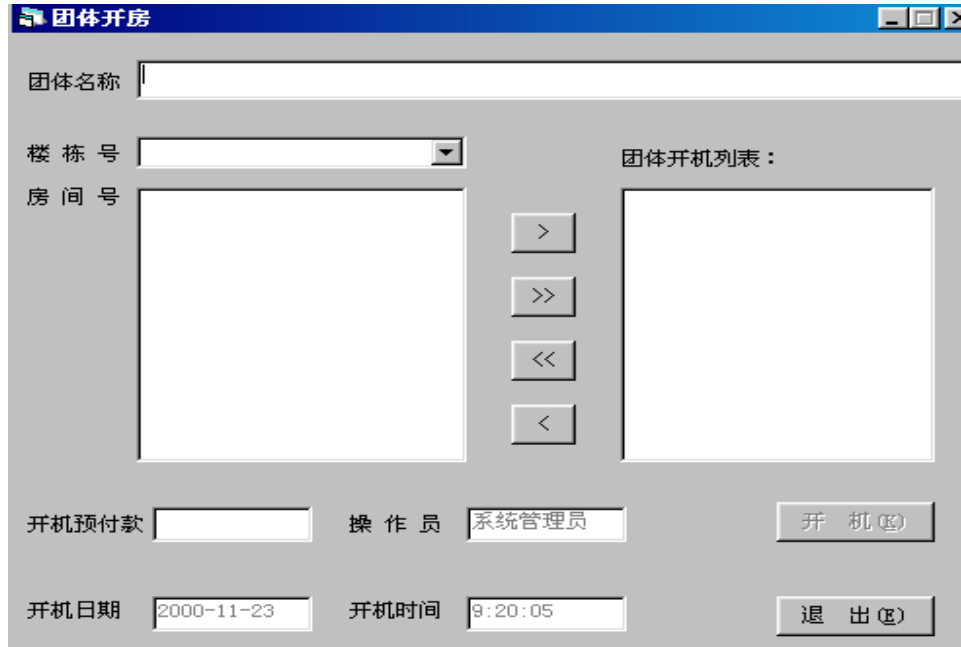 团体开房
团体名称
楼 栋 号
团体开机列表：
房 间 号
>
>>
<<
<
开机预付款
操 作 员 系统管理员
开 机(K)
开机日期 2000-11-23
开机时间 9:20:05
退 出(E)